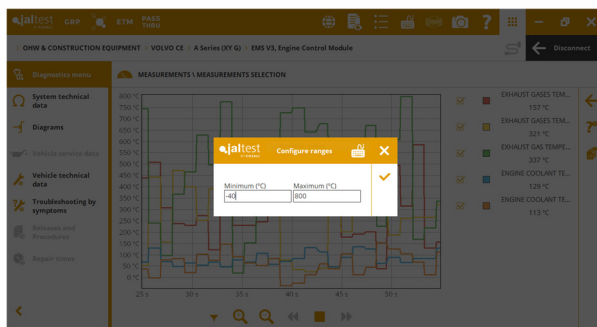 jaltest GRP ETM PASS THRU
OHW & CONSTRUCTION EQUIPMENT VOLVO CE A Series (XY G) EMS V3, Engine Control Module
Disconnect
Diagnostics menu
MEASUREMENTS \ MEASUREMENTS SELECTION
System technical data
Diagrams
Vehicle service data
Vehicle technical data
Troubleshooting by symptoms
Reissues and Procedures
Repair times
800 °C
750 °C
700 °C
650 °C
600 °C
550 °C
500 °C
450 °C
400 °C
350 °C
300 °C
250 °C
200 °C
150 °C
100 °C
50 °C
0 °C
25 s 30 s 35 s 40 s 45 s 50 s
jaltest Configure ranges
Minimum (°C) Maximum (°C)
-40 800
EXHAUST GASES TEM...
157 °C
EXHAUST GASES TEM...
321 °C
EXHAUST GAS TEMPE...
337 °C
ENGINE COOLANT TE...
129 °C
ENGINE COOLANT TE...
113 °C